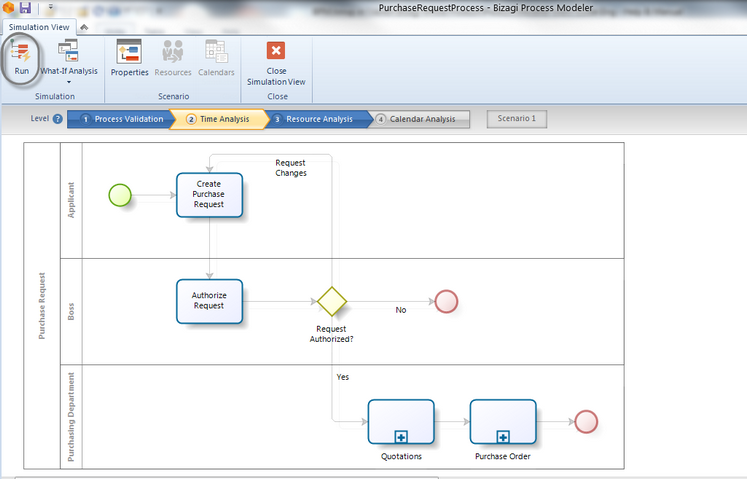 PurchaseRequestProcess - Bizagi Process Modeler
Simulation View
Run
What-If Analysis
Properties
Resources
Calendars
Close
Simulation View
Simulation
Scenario
Close
Level ?
1 Process Validation
2 Time Analysis
3 Resource Analysis
4 Calendar Analysis
Scenario 1
Purchase Request
Applicant
Create
Purchase
Request
Request
Changes
Boss
Authorize
Request
Request
Authorized?
No
Purchasing Department
Yes
Quotations
Purchase Order